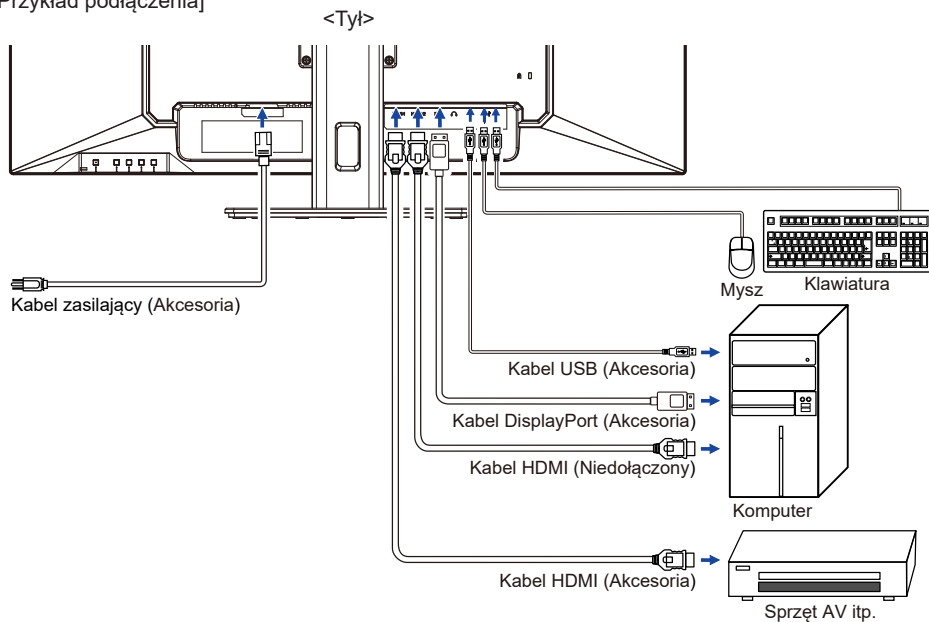 Przykład podłączenia]
<Tył>
Kabel zasilający (Akcesoria)
Mysz
Klawiatura
Kabel USB (Akcesoria)
Kabel DisplayPort (Akcesoria)
Kabel HDMI (Niedołączony)
Komputer
Kabel HDMI (Akcesoria)
Sprzęt AV itp.